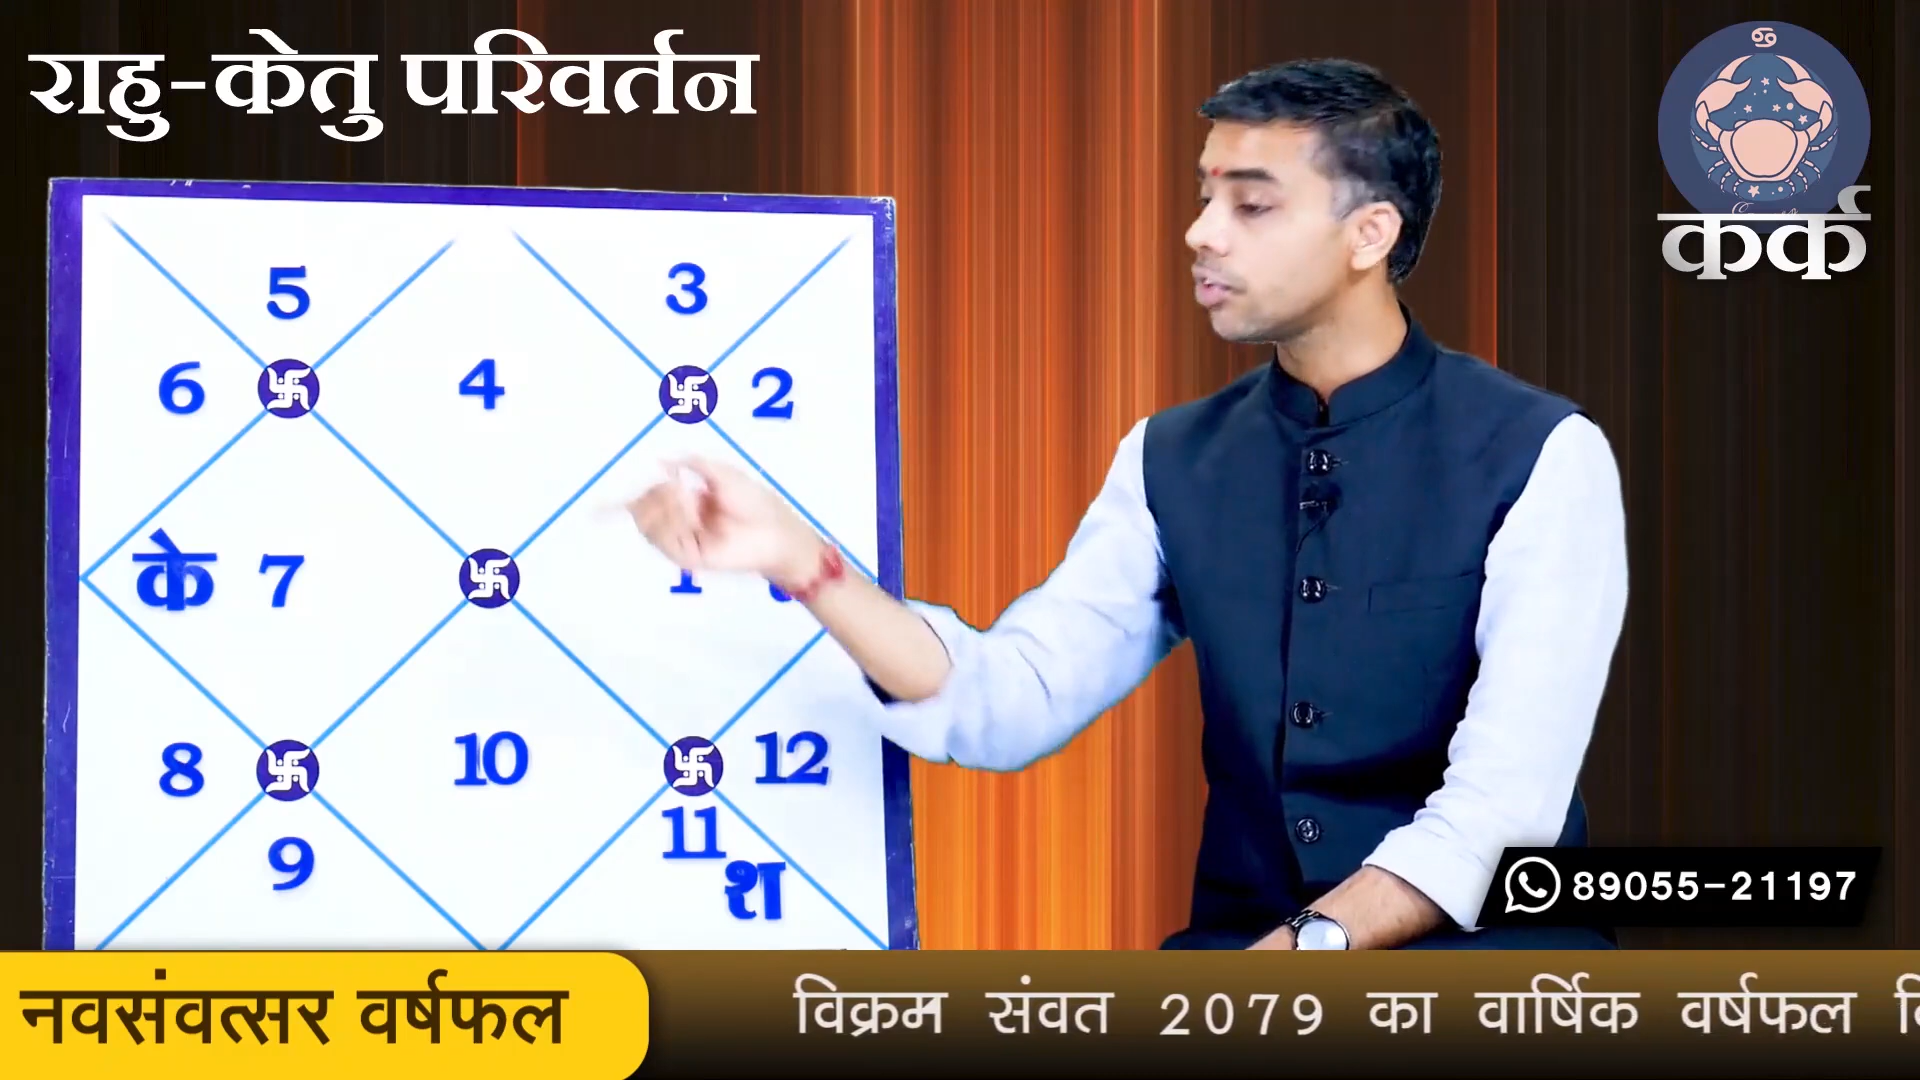 राहु-केतु परिवर्तन
कर्क
5
3
6
4
2
के 7
1
8
10
12
11
9
श
89055-21197
नवसंवत्सर वर्षफल
विक्रम संवत 2079 का वार्षिक वर्षफल